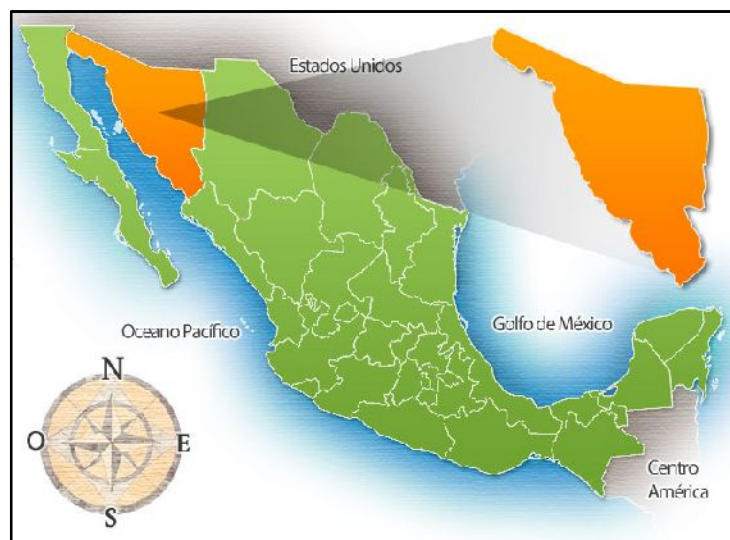 Estados Unidos
Oceano Pacífico
Golfo de México
N
O
E
S
Centro
América